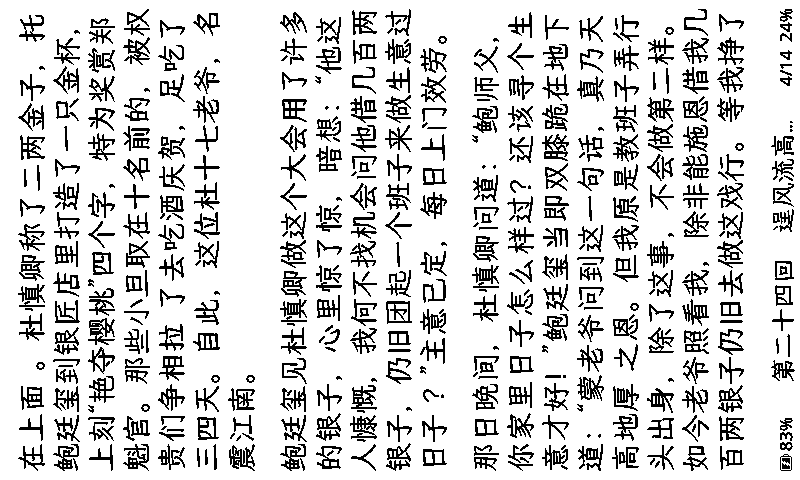 在上面。杜慎卿称了二两金子，托
鲍廷玺到银匠店里打造了一只金杯，
上刻“艳夺樱桃”四个字，特为奖赏郑
魁官。那些小旦取在十名前的，被权
贵们争相拉了去吃酒庆贺，足吃了
三四天。自此，这位杜十七老爷，名
震江南。
鲍廷玺见杜慎卿做这个大会用了许多
的银子，心里惊了惊，暗想：“他这
人慷慨，我何不找机会问他借几百两
银子，仍旧团起一个班子来做生意过
日子？”主意已定，每日上门效劳。
那日晚间，杜慎卿问道：“鲍师父，
你家里日子怎么样过？还该寻个生
意才好！”鲍廷玺当即双膝跪在地下
道：“蒙老爷问到这一句话，真乃天
高地厚之恩。但我原是教班子弄行
头出身，除了这事，不会做第二样。
如今老爷照看我，除非能施恩借我几
百两银子仍旧去做这戏行。等我挣了
83% 第二十四回 逞风流高… 4/14 24%